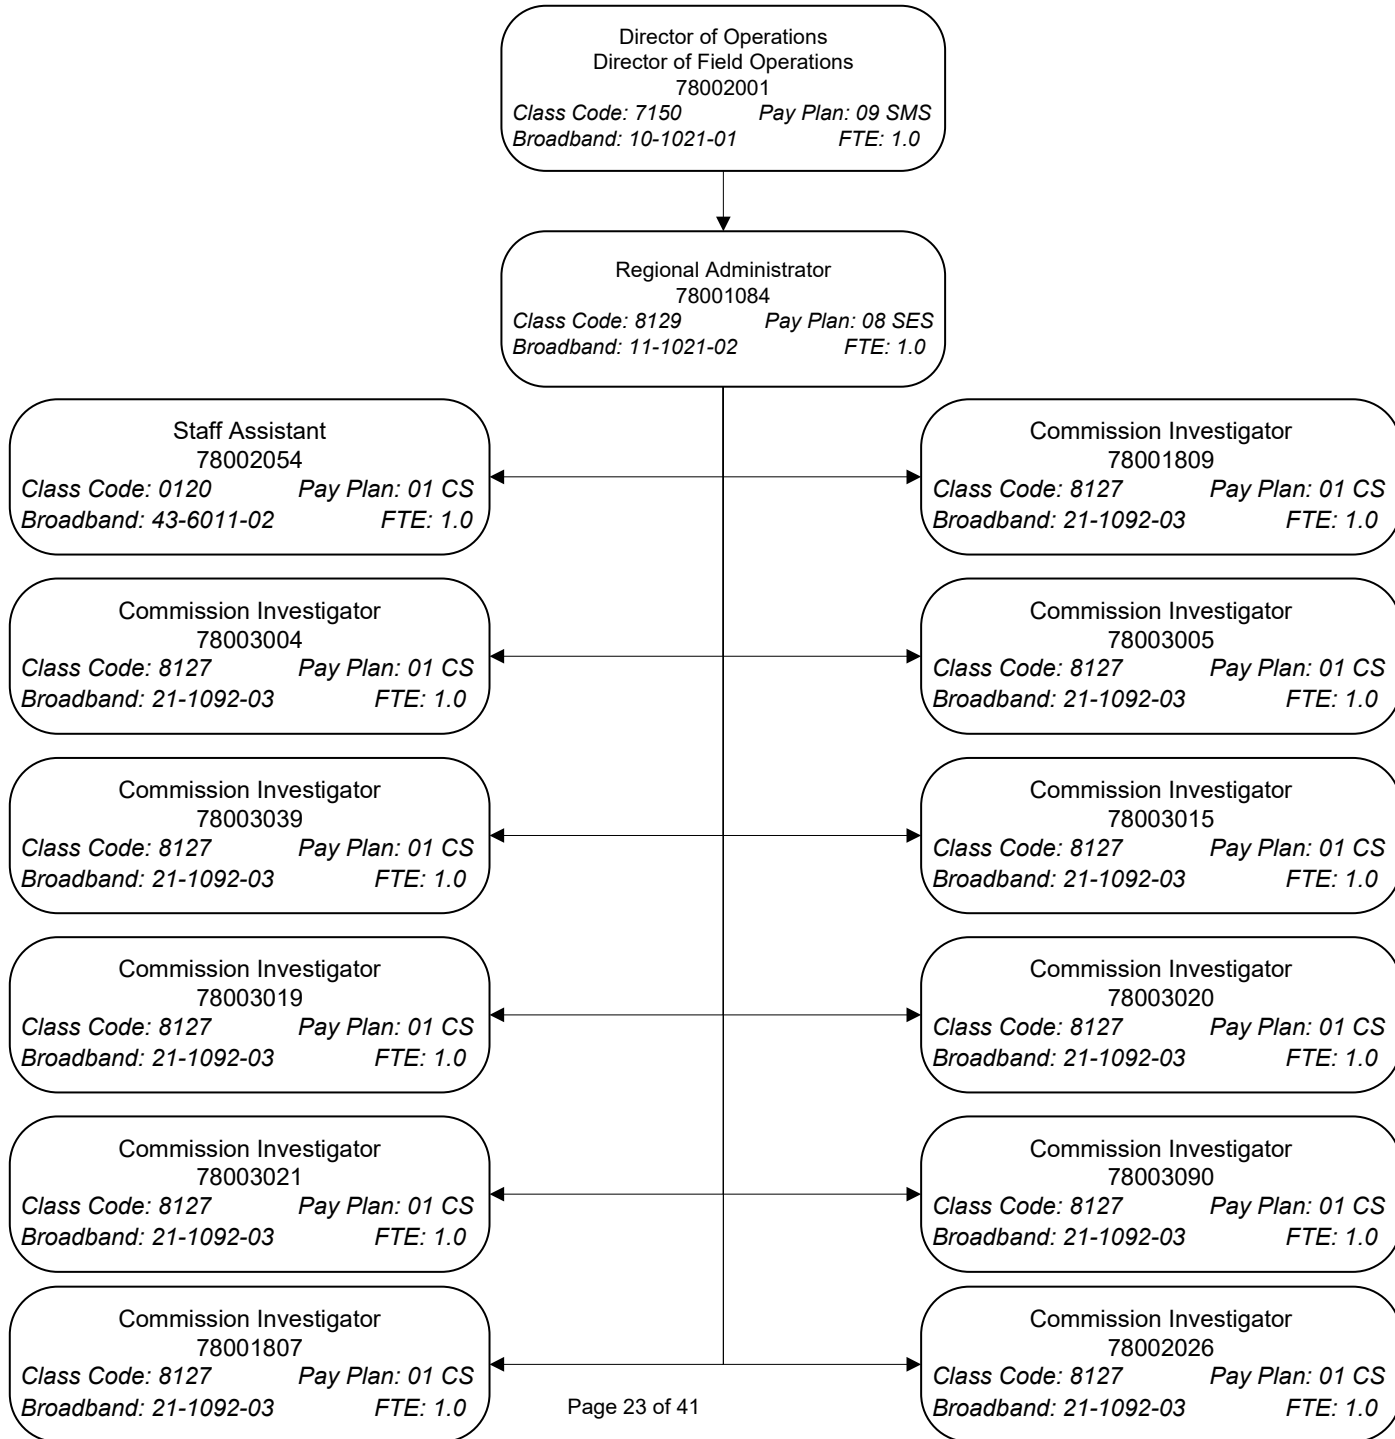 Director of Operations
Director of Field Operations
78002001
Class Code: 7150 Pay Plan: 09 SMS
Broadband: 10-1021-01 FTE: 1.0
Regional Administrator
78001084
Class Code: 8129 Pay Plan: 08 SES
Broadband: 11-1021-02 FTE: 1.0
Staff Assistant
78002054
Class Code: 0120 Pay Plan: 01 CS
Broadband: 43-6011-02 FTE: 1.0
Commission Investigator
78001809
Class Code: 8127 Pay Plan: 01 CS
Broadband: 21-1092-03 FTE: 1.0
Commission Investigator
78003004
Class Code: 8127 Pay Plan: 01 CS
Broadband: 21-1092-03 FTE: 1.0
Commission Investigator
78003005
Class Code: 8127 Pay Plan: 01 CS
Broadband: 21-1092-03 FTE: 1.0
Commission Investigator
78003039
Class Code: 8127 Pay Plan: 01 CS
Broadband: 21-1092-03 FTE: 1.0
Commission Investigator
78003015
Class Code: 8127 Pay Plan: 01 CS
Broadband: 21-1092-03 FTE: 1.0
Commission Investigator
78003019
Class Code: 8127 Pay Plan: 01 CS
Broadband: 21-1092-03 FTE: 1.0
Commission Investigator
78003020
Class Code: 8127 Pay Plan: 01 CS
Broadband: 21-1092-03 FTE: 1.0
Commission Investigator
78003021
Class Code: 8127 Pay Plan: 01 CS
Broadband: 21-1092-03 FTE: 1.0
Commission Investigator
78003090
Class Code: 8127 Pay Plan: 01 CS
Broadband: 21-1092-03 FTE: 1.0
Commission Investigator
78001807
Class Code: 8127 Pay Plan: 01 CS
Broadband: 21-1092-03 FTE: 1.0
Commission Investigator
78002026
Class Code: 8127 Pay Plan: 01 CS
Broadband: 21-1092-03 FTE: 1.0
Page 23 of 41